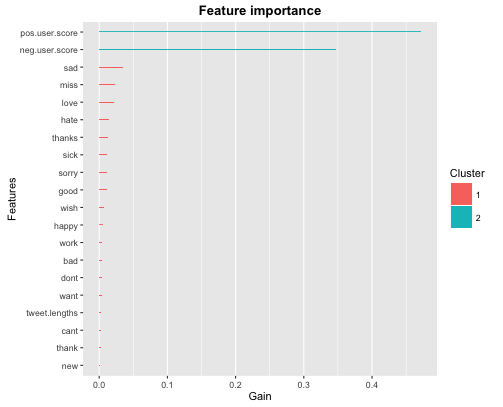 Feature importance
pos.user.score
neg.user.score
sad
miss
love
hate
thanks
sick
sorry
good
wish
happy
work
bad
dont
want
tweet.lengths
cant
thank
new
Features
0.0 0.1 0.2 0.3 0.4
Gain
Cluster
1
2